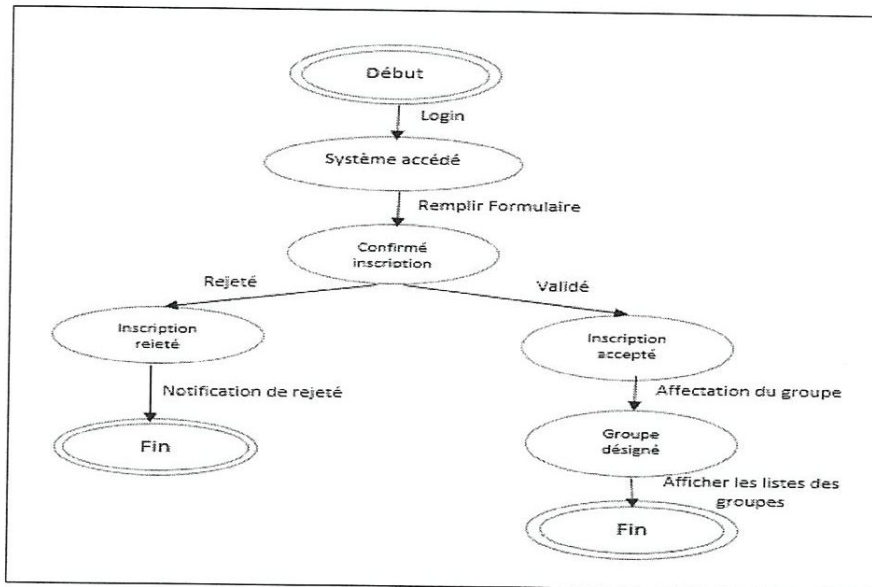 Début
Login
Système accédé
Remplir Formulaire
Confirmé
inscription
Rejeté
Validé
Inscription
reieté
Inscription
accepté
Notification de rejeté
Affectation du groupe
Fin
Groupe
désigné
Afficher les listes des
groupes
Fin